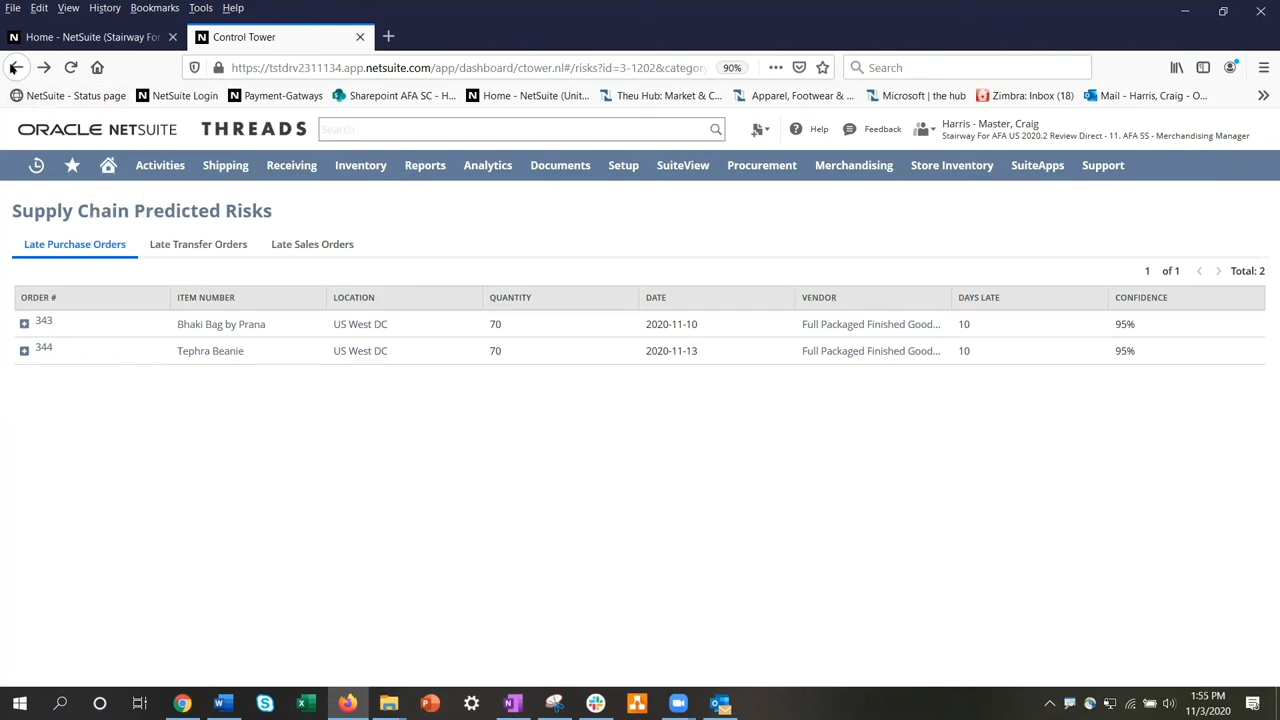 File Edit View History Bookmarks Tools Help
Home - NetSuite (Stairway For
Control Tower
https://tstdrv2311134.app.netsuite.com/app/dashboard/ctower.nl#/risks?id=3-1202&category 90% Search
NetSuite - Status page NetSuite Login Payment-Gatways Sharepoint AFA SC - H... Home - NetSuite (Unit... Theu Hub: Market & C... Apparel, Footwear & ... Microsoft | the hub Zimbra: Inbox (18) Mail - Harris, Craig - O...
ORACLE NETSUITE THREADS Search Help Feedback Harris - Master, Craig
Stairway For AFA US 2020.2 Review Direct - 11. AFA SS - Merchandising Manager
Activities Shipping Receiving Inventory Reports Analytics Documents Setup SuiteView Procurement Merchandising Store Inventory SuiteApps Support
Supply Chain Predicted Risks
Late Purchase Orders Late Transfer Orders Late Sales Orders
1 of 1 Total: 2
ORDER # ITEM NUMBER LOCATION QUANTITY DATE VENDOR DAYS LATE CONFIDENCE
343 Bhaki Bag by Prana US West DC 70 2020-11-10 Full Packaged Finished Good... 10 95%
344 Tephra Beanie US West DC 70 2020-11-13 Full Packaged Finished Good... 10 95%
1:55 PM
11/3/2020